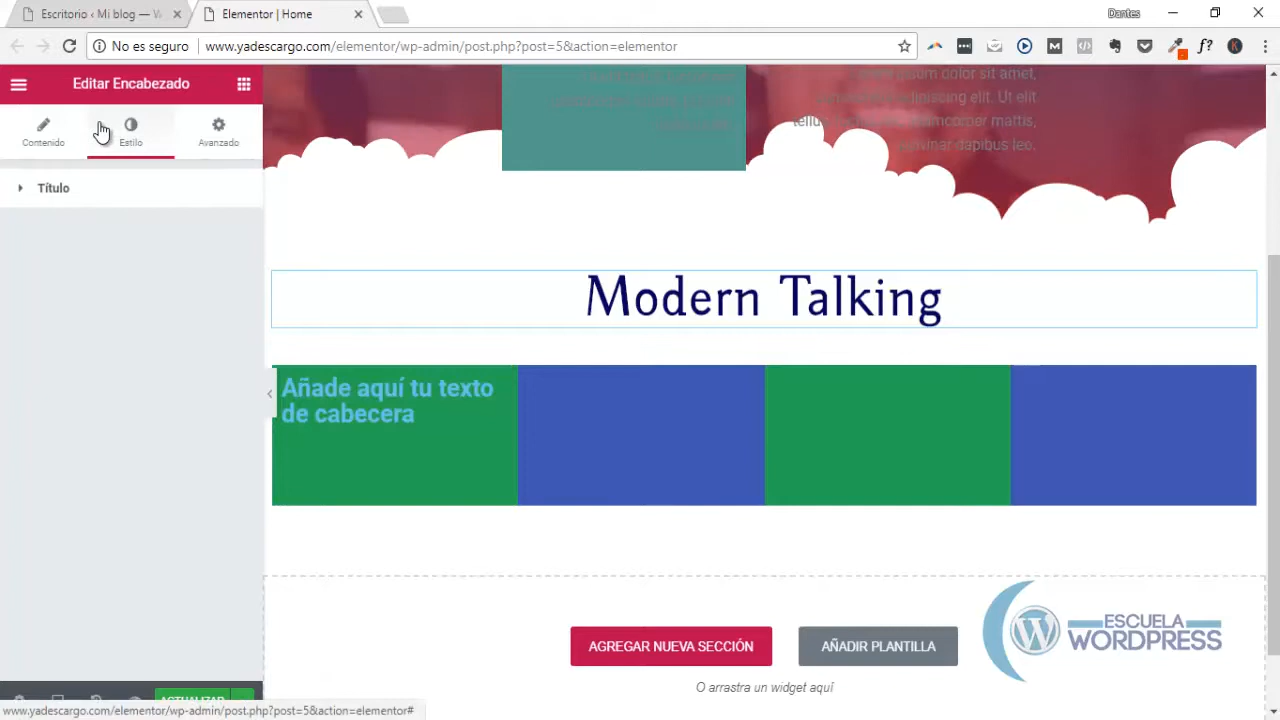 Escritorio ‹ Mi blog — W
Elementor | Home
Dantes
No es seguro
www.yadescargo.com/elementor/wp-admin/post.php?post=5&action=elementor
Editar Encabezado
Contenido
Estilo
Avanzado
Título
dolor sit amet,
adipiscing elit. Ut elit
mattis,
pulvinar dapibus leo.
Modern Talking
Añade aquí tu texto
de cabecera
AGREGAR NUEVA SECCIÓN
AÑADIR PLANTILLA
O arrastra un widget aquí
ESCUELA
WORDPRESS
ACTUALIZAR
www.yadescargo.com/elementor/wp-admin/post.php?post=5&action=elementor#